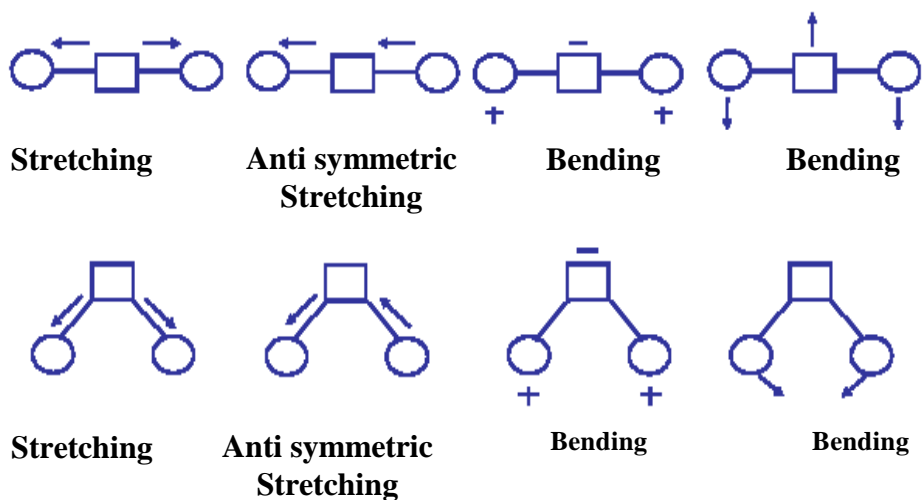 –
+ +
Stretching
Anti symmetric
Stretching
Bending
Bending
–
+ +
Stretching
Anti symmetric
Stretching
Bending
Bending